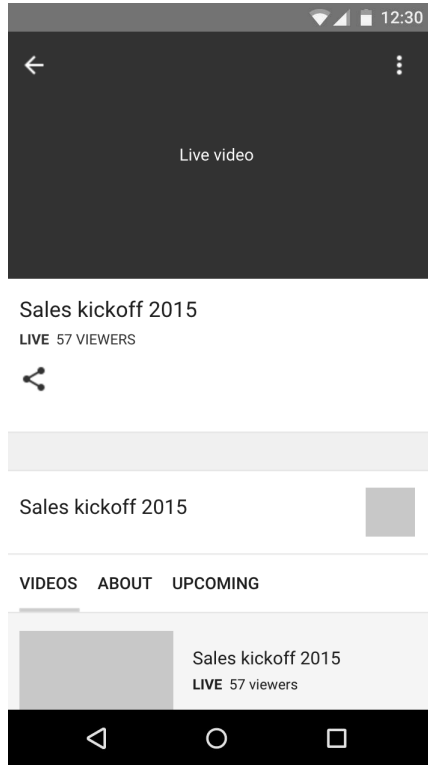 12:30
Live video
Sales kickoff 2015
LIVE 57 VIEWERS
Sales kickoff 2015
VIDEOS ABOUT UPCOMING
Sales kickoff 2015
LIVE 57 viewers